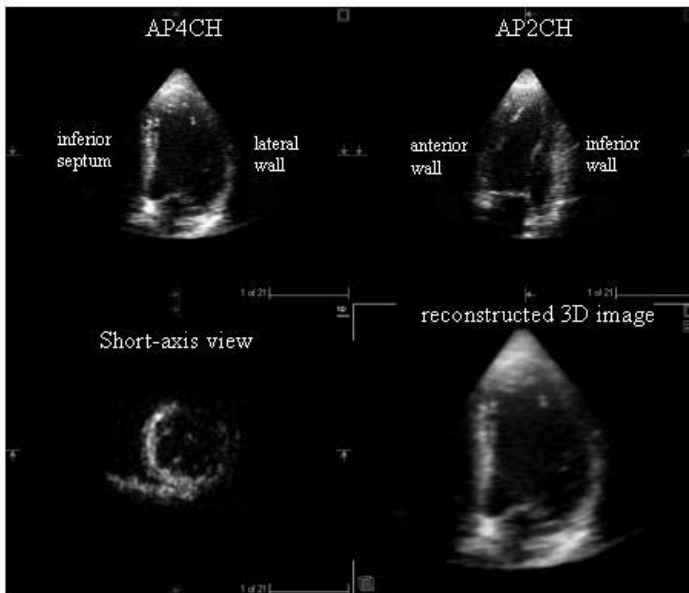 AP4CH
AP2CH
inferior
septum
lateral
wall
anterior
wall
inferior
wall
1 of 21
1 of 21
Short-axis view
reconstructed 3D image
1 of 21